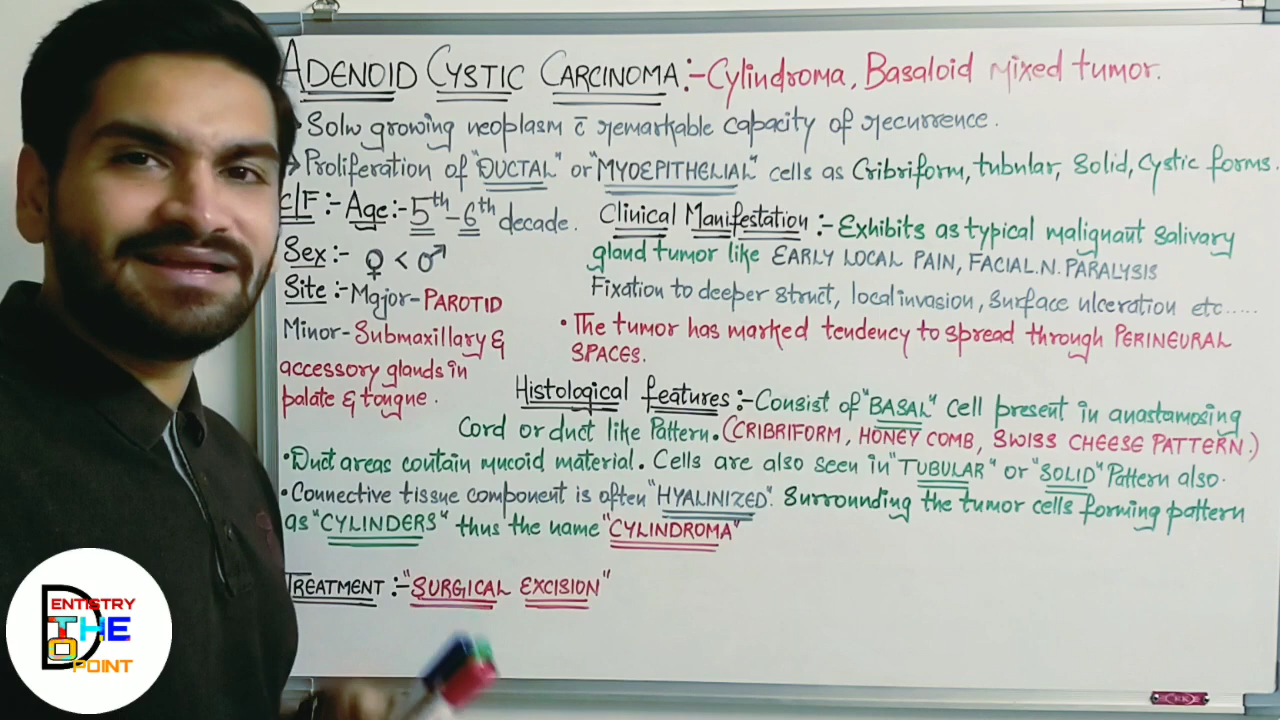 ADENOID CYSTIC CARCINOMA:-Cylindroma, Basaloid mixed tumor.
Solw growing neoplasm c̄ remarkable capacity of recurrence.
→ Proliferation of "DUCTAL" or "MYOEPITHELIAL" cells as Cribriform, tubular, Solid, Cystic forms.
C/F:- Age:- 5th-6th decade.
Sex:- ♀ < ♂
Site:- Major- PAROTID
Minor- Submaxillary &
accessory glands in
palate & tongue.
Clinical Manifestation:- Exhibits as typical malignant salivary
gland tumor like EARLY LOCAL PAIN, FACIAL.N. PARALYSIS
Fixation to deeper struct, local invasion, surface ulceration etc.....
• The tumor has marked tendency to spread through PERINEURAL
SPACES.
Histological features:- Consist of "BASAL" Cell present in anastamosing
Cord or duct like Pattern. (CRIBRIFORM, HONEY COMB, SWISS CHEESE PATTERN.)
• Duct areas contain mucoid material. Cells are also seen in "TUBULAR" or "SOLID" Pattern also.
• Connective tissue component is often "HYALINIZED". Surrounding the tumor cells forming pattern
as "CYLINDERS" thus the name "CYLINDROMA"
TREATMENT:- "SURGICAL EXCISION"
DENTISTRY
THE
TO
POINT